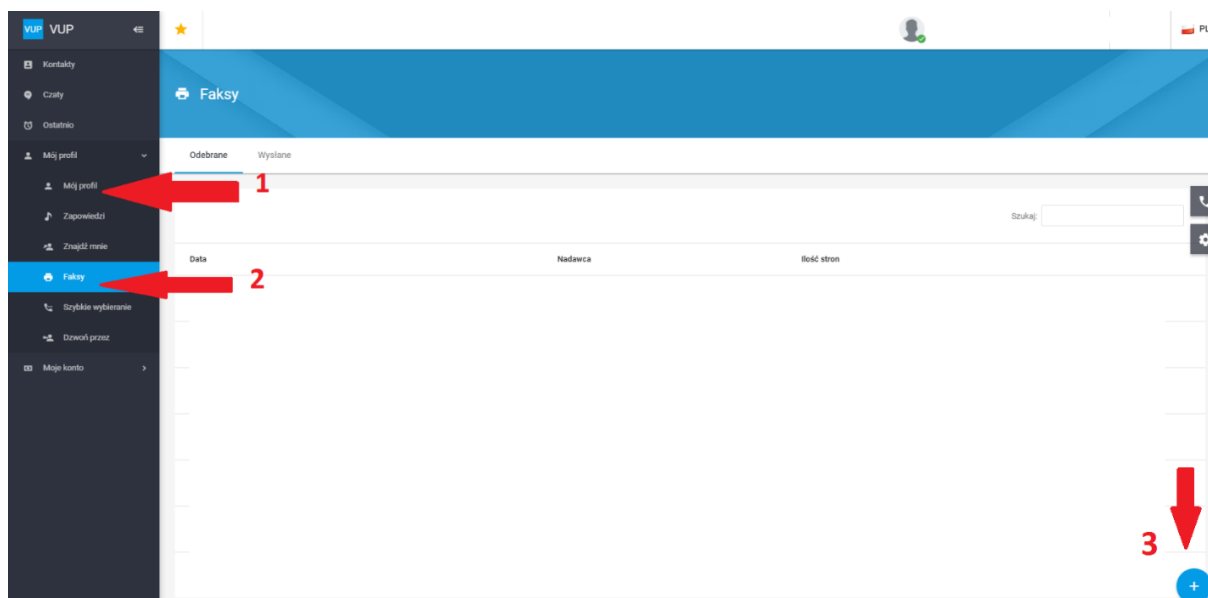 VUP VUP
PL
Kontakty
Czaty
Ostatnio
Mój profil
Mój profil
Zapowiedzi
Znajdź mnie
Faksy
Szybkie wybieranie
Dzwoń przez
Moje konto
Faksy
Odebrane Wysłane
1
Szukaj:
Data Nadawca Ilość stron
2
3
+